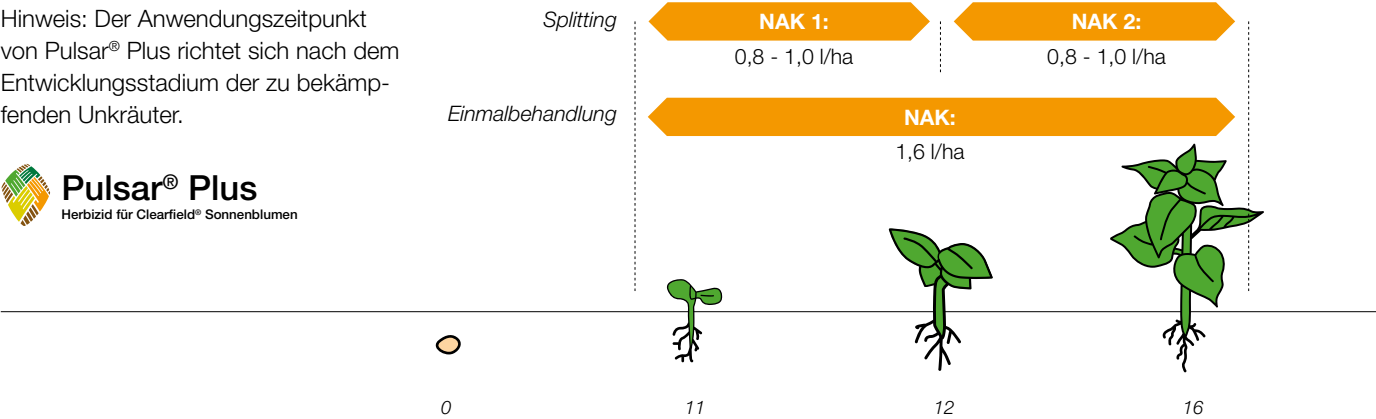 Hinweis: Der Anwendungszeitpunkt
von Pulsar® Plus richtet sich nach dem
Entwicklungsstadium der zu bekämp-
fenden Unkräuter.
Pulsar® Plus
Herbizid für Clearfield® Sonnenblumen
Splitting
NAK 1:
NAK 2:
0,8 - 1,0 l/ha
0,8 - 1,0 l/ha
Einmalbehandlung
NAK:
1,6 l/ha
0
11
12
16